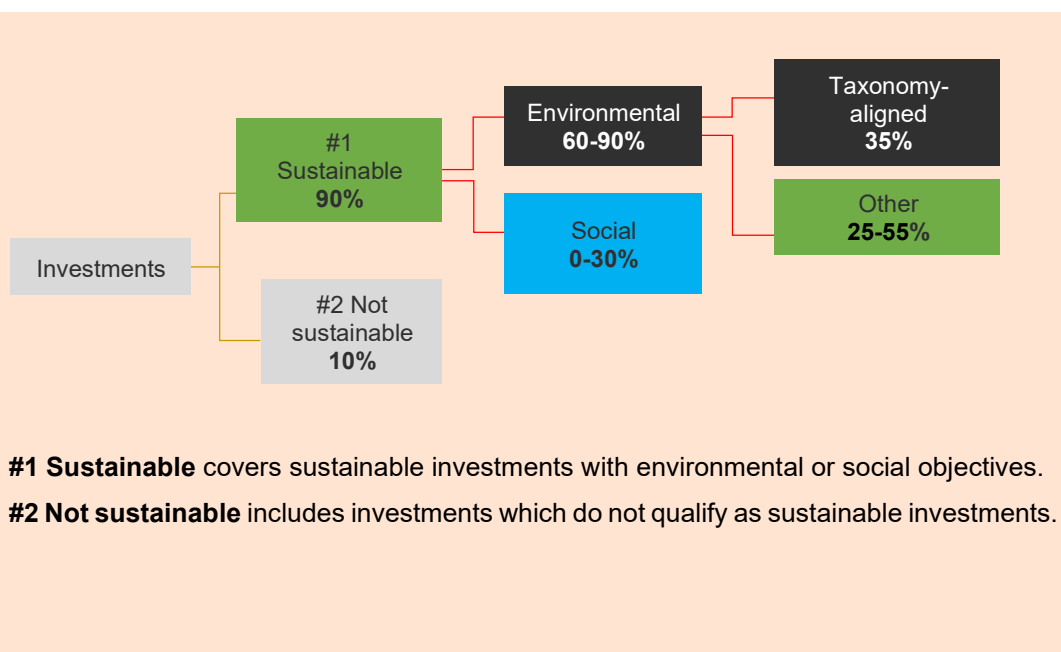 Investments
#1
Sustainable
90%
#2 Not
sustainable
10%
Environmental
60-90%
Social
0-30%
Taxonomy-
aligned
35%
Other
25-55%
#1 Sustainable covers sustainable investments with environmental or social objectives.
#2 Not sustainable includes investments which do not qualify as sustainable investments.